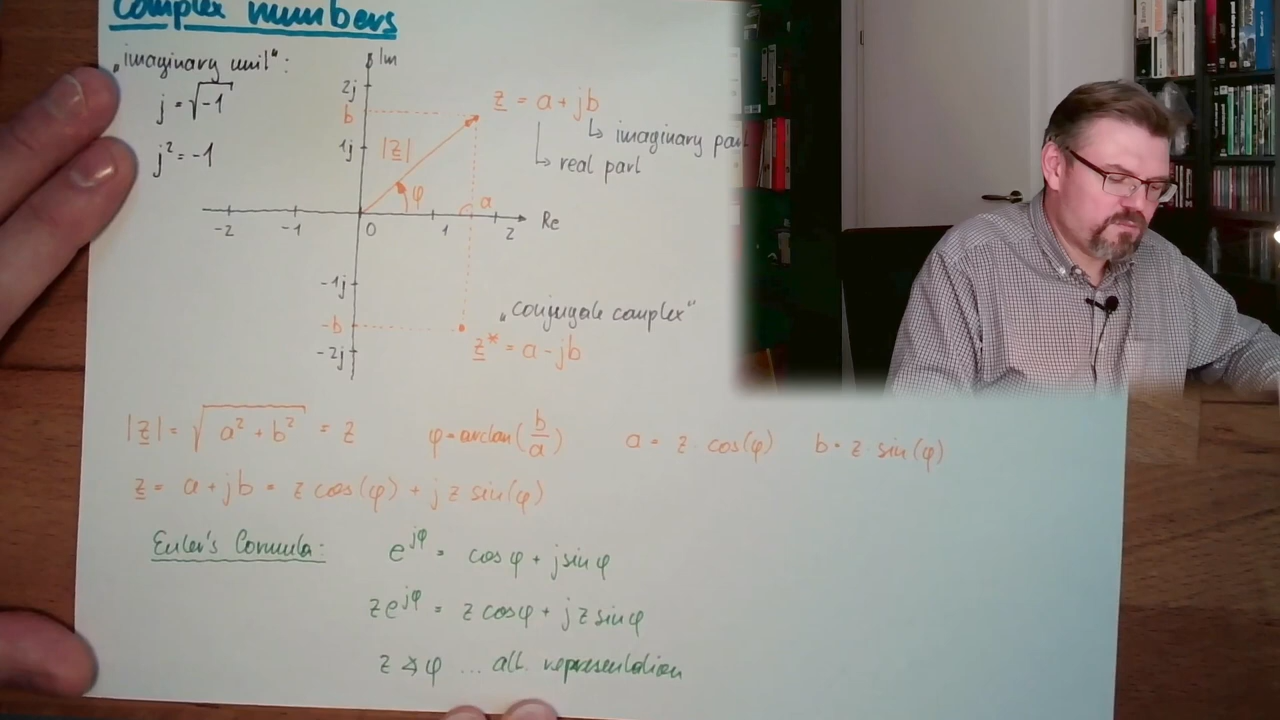 Complex numbers
„imaginary unit“:
j = √-1
j² = -1
Im
2j
b
1j
|z|
φ
a
-2 -1 0 1 2 Re
-1j
-b
-2j
z = a + jb
imaginary part
real part
„conjugate complex“
z* = a - jb
|z| = √a² + b² = z φ = arctan(b/a) a = z · cos(φ) b = z · sin(φ)
z = a + jb = z cos(φ) + j z sin(φ)
Euler's Formula: e^jφ = cos φ + j sin φ
z e^jφ = z cos φ + j z sin φ
z ∢ φ ... alt. representation